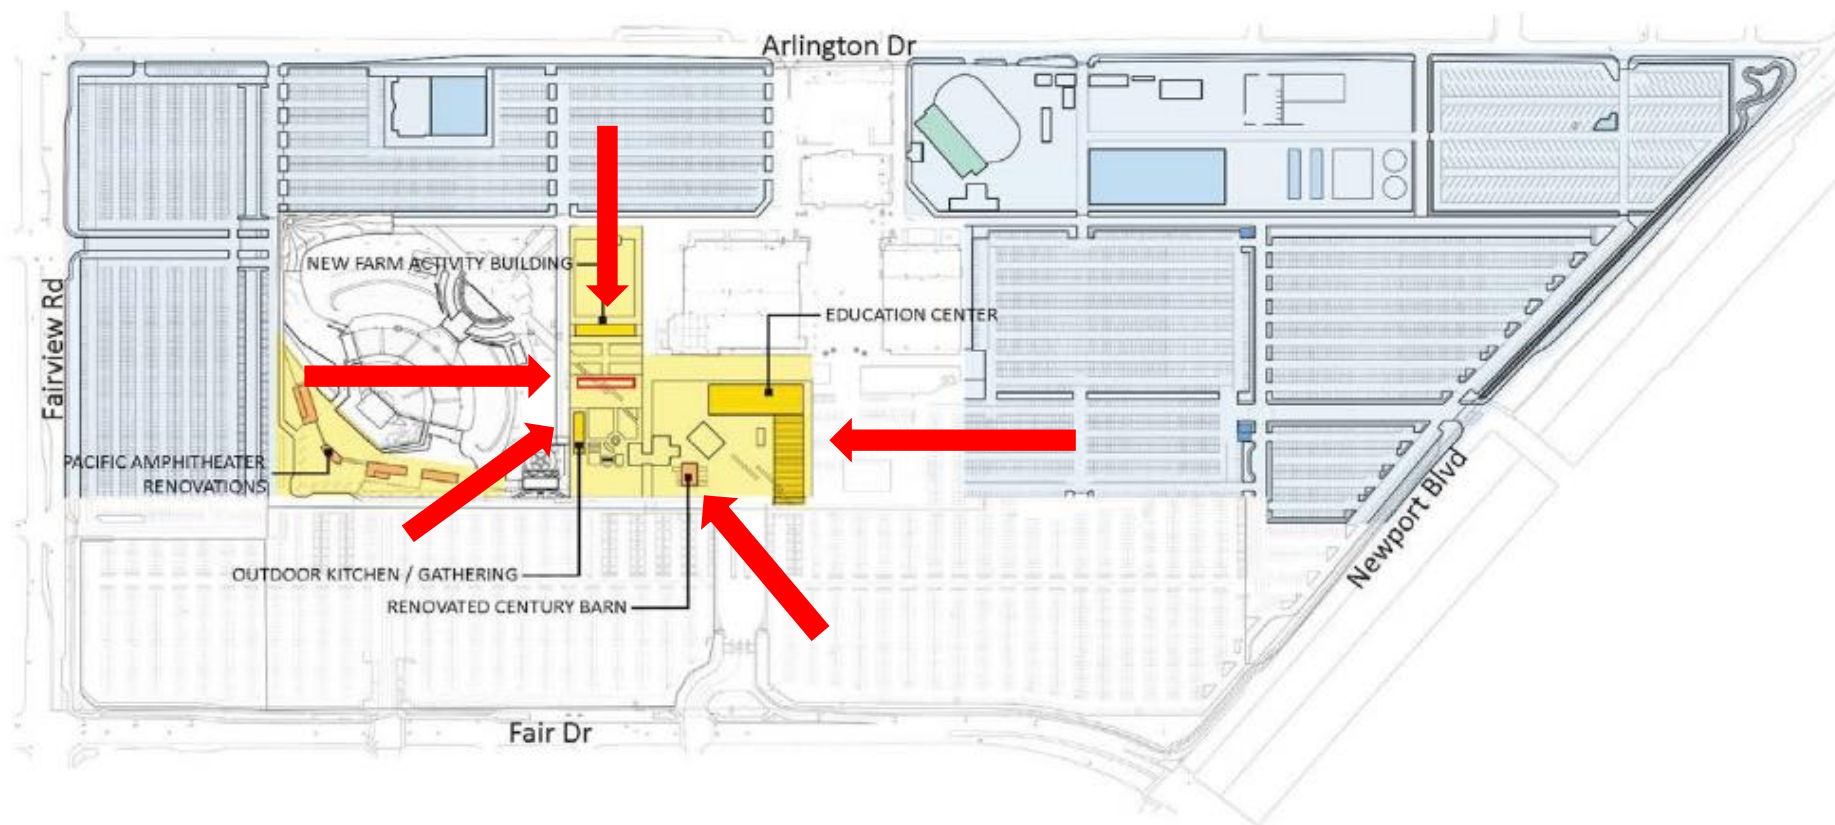 Arlington Dr
NEW FARM ACTIVITY BUILDING
EDUCATION CENTER
Fairview Rd
PACIFIC AMPHITHEATER
RENOVATIONS
OUTDOOR KITCHEN / GATHERING
RENOVATED CENTURY BARN
Newport Blvd
Fair Dr